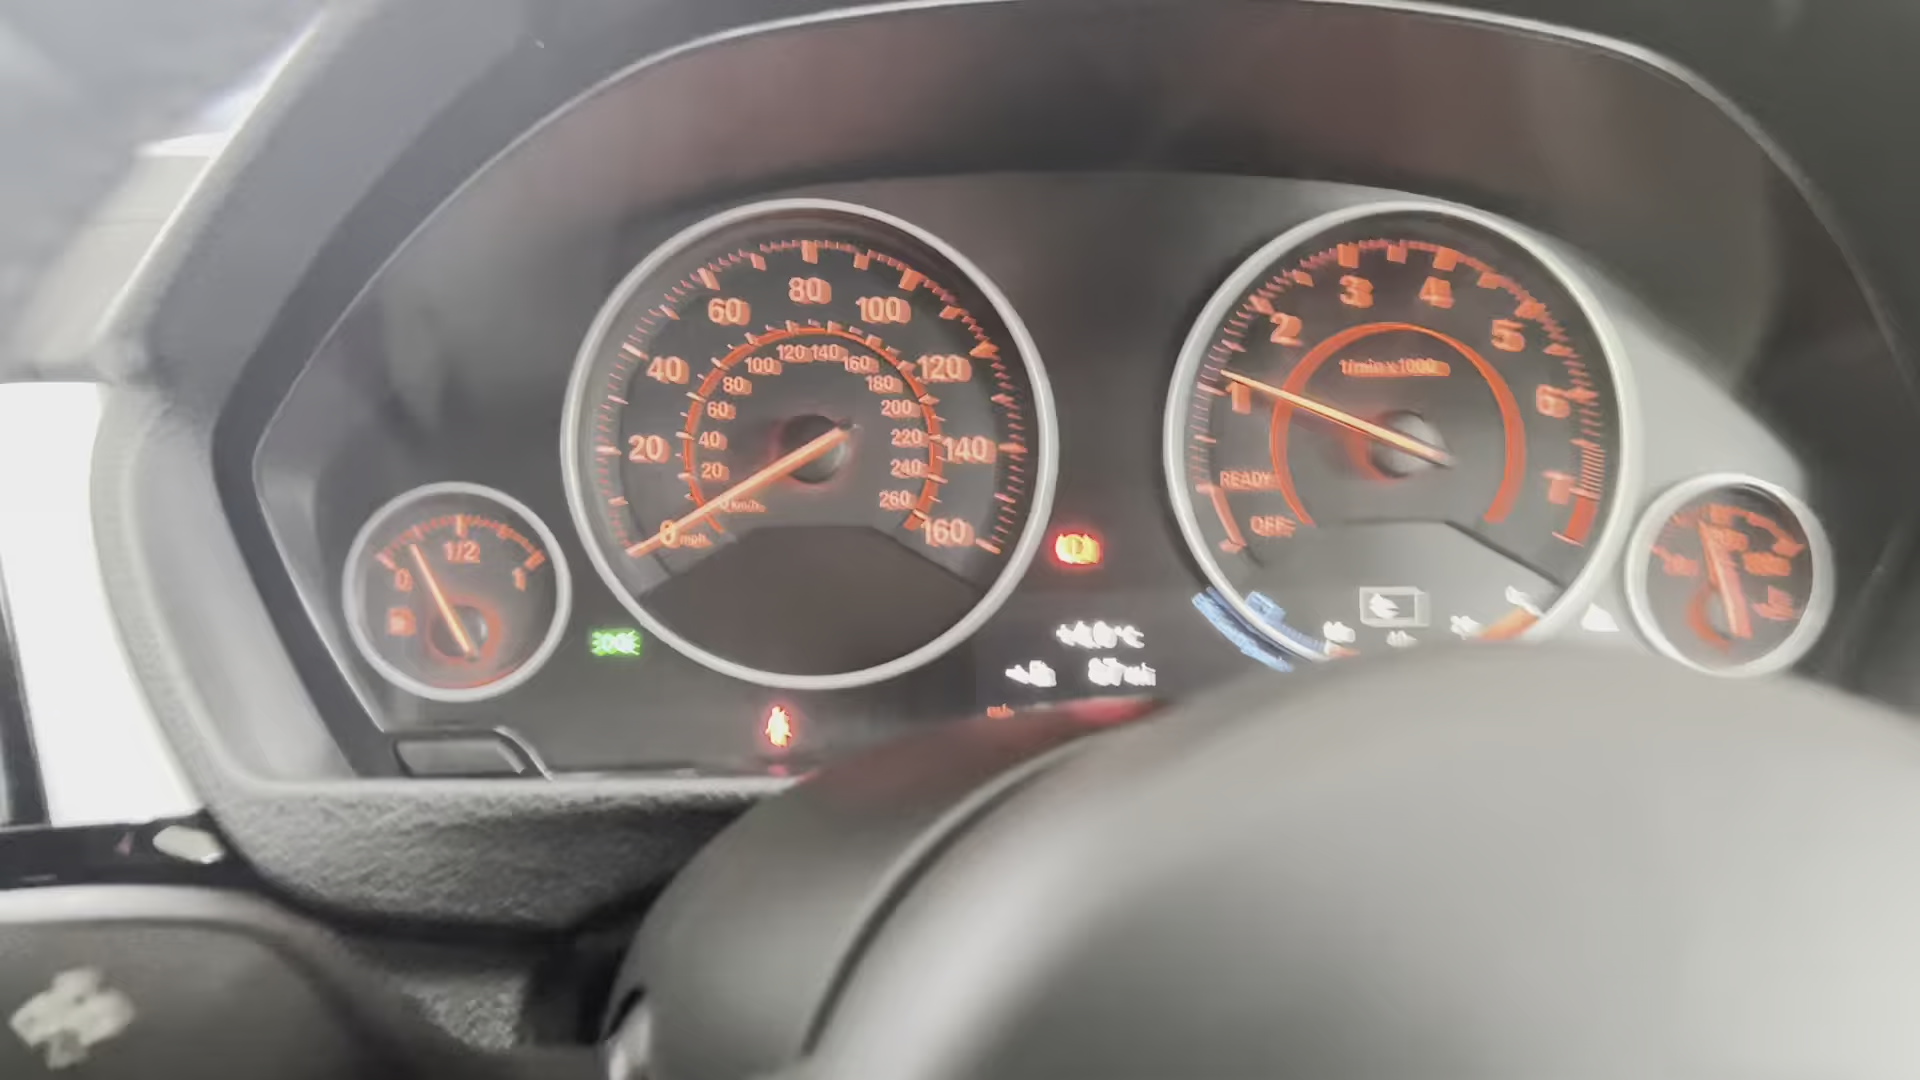 0 1/2 1
0 20 40 60 80 100 120 140 160
mph
20 40 60 80 100 120 140 160 180 200 220 240 260
km/h
OFF READY 1 2 3 4 5 6 7
1/min x 1000